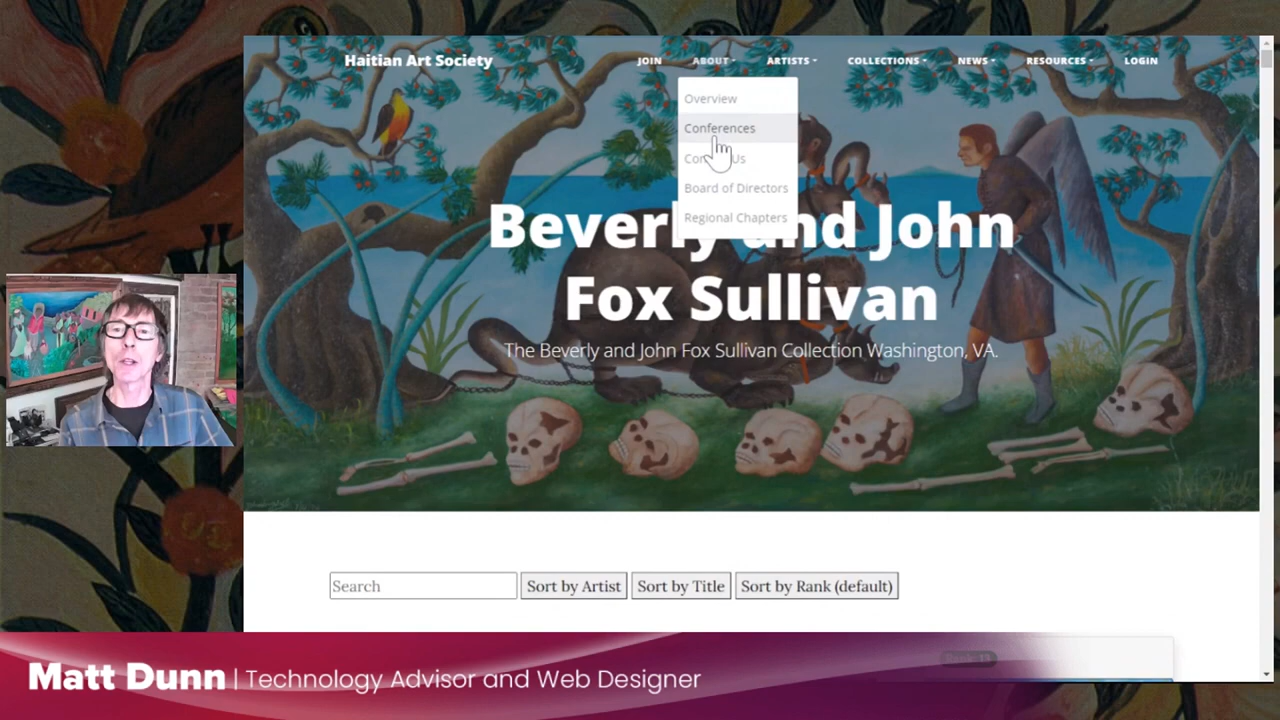 Haitian Art Society
JOIN
ABOUT
ARTISTS
COLLECTIONS
NEWS
RESOURCES
LOGIN
Overview
Conferences
Us
Board of Directors
Regional Chapters
Beverly and John
Fox Sullivan
The Beverly and John Fox Sullivan Collection Washington, VA.
Search
Sort by Artist
Sort by Title
Sort by Rank (default)
Matt Dunn | Technology Advisor and Web Designer